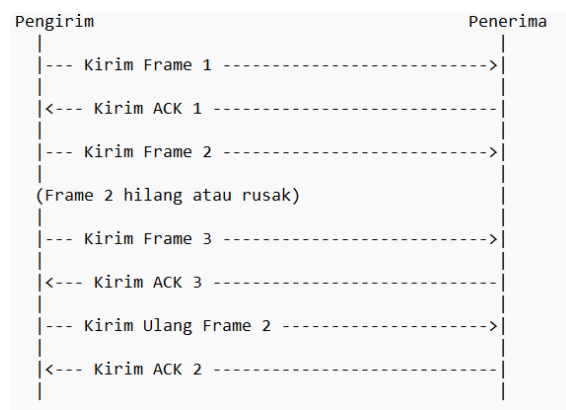 Pengirim Penerima
|--- Kirim Frame 1 --------------------------->|
|<--- Kirim ACK 1 -----------------------------|
|--- Kirim Frame 2 --------------------------->|
(Frame 2 hilang atau rusak)
|--- Kirim Frame 3 --------------------------->|
|<--- Kirim ACK 3 -----------------------------|
|--- Kirim Ulang Frame 2 --------------------->|
|<--- Kirim ACK 2 -----------------------------|